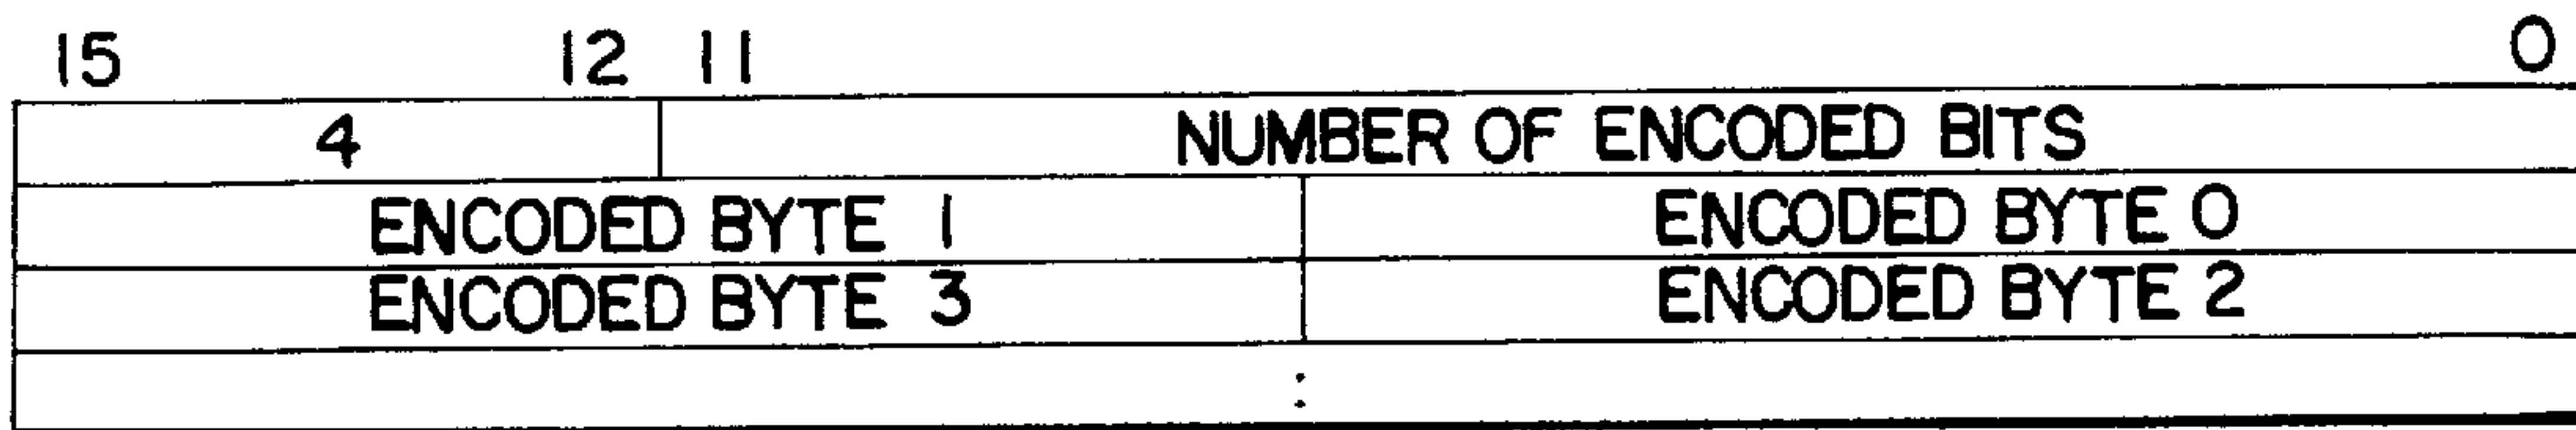 15 12 11 0
4 NUMBER OF ENCODED BITS
ENCODED BYTE 1 ENCODED BYTE 0
ENCODED BYTE 3 ENCODED BYTE 2
: